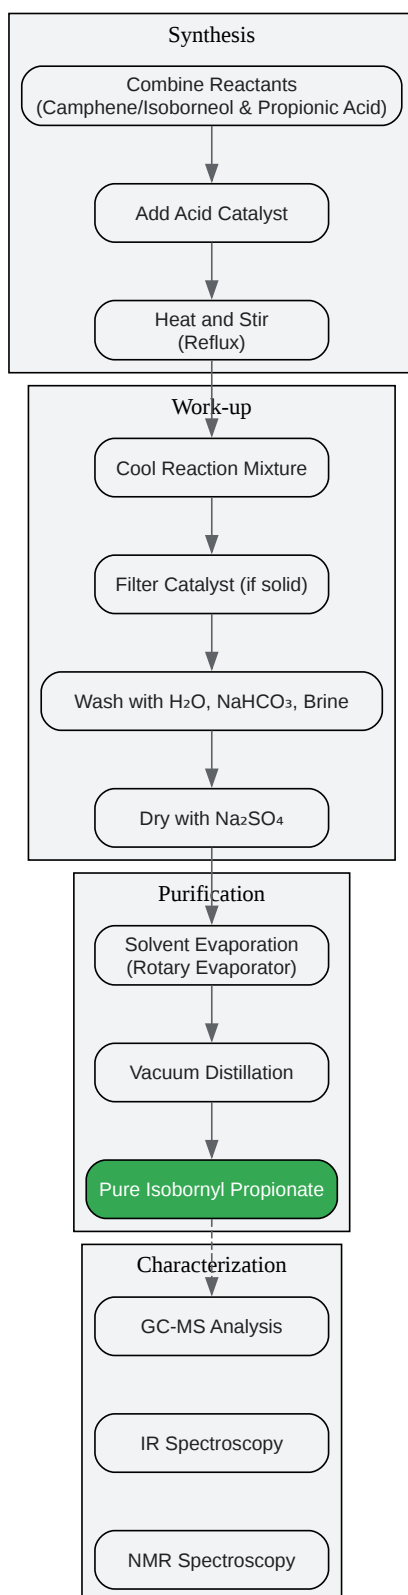 Synthesis
Combine Reactants
(Camphene/Isoborneol & Propionic Acid)
Add Acid Catalyst
Heat and Stir
(Reflux)
Work-up
Cool Reaction Mixture
Filter Catalyst (if solid)
Wash with H₂O, NaHCO₃, Brine
Dry with Na₂SO₄
Purification
Solvent Evaporation
(Rotary Evaporator)
Vacuum Distillation
Pure Isobornyl Propionate
Characterization
GC-MS Analysis
IR Spectroscopy
NMR Spectroscopy